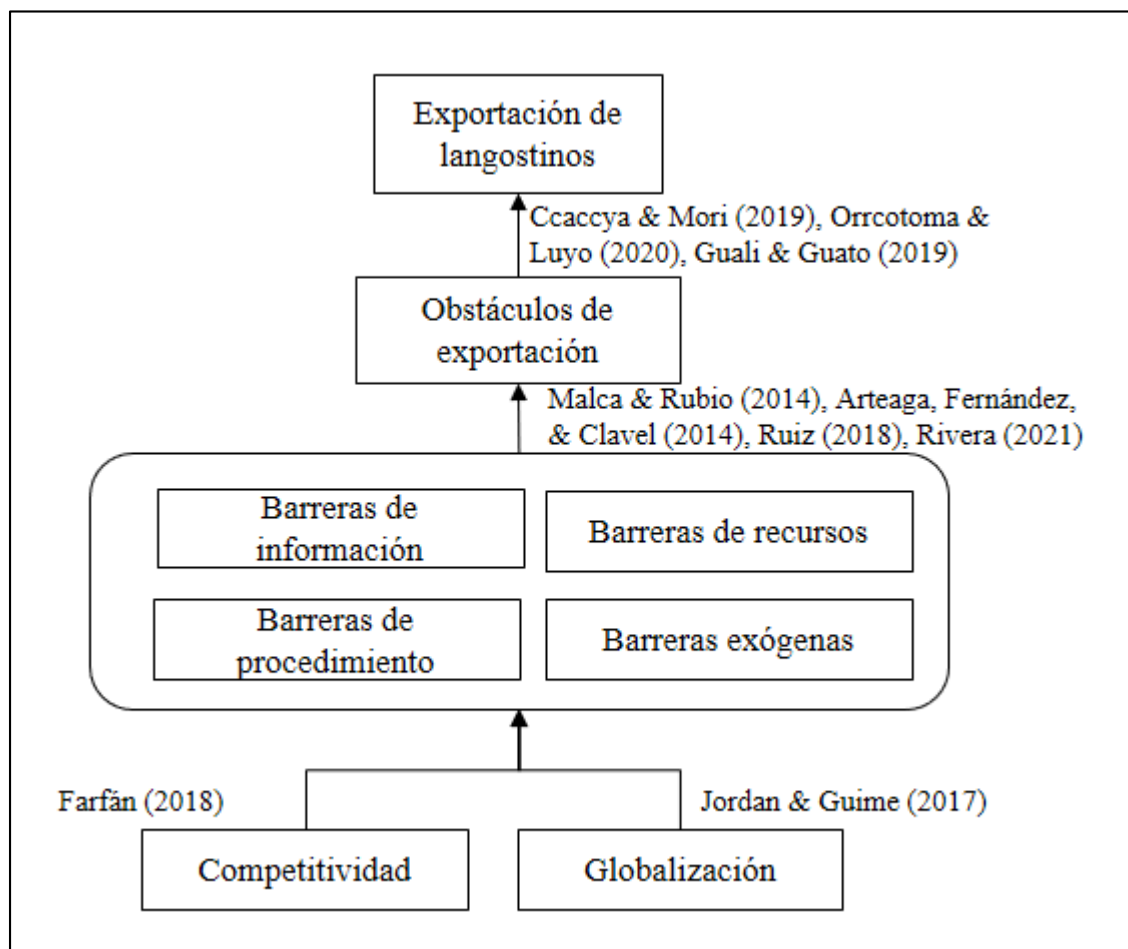 Exportación de
langostinos
Ccaccya & Mori (2019), Orrcotoma &
Luyo (2020), Guali & Guato (2019)
Obstáculos de
exportación
Malca & Rubio (2014), Arteaga, Fernández,
& Clavel (2014), Ruiz (2018), Rivera (2021)
Barreras de
información
Barreras de recursos
Barreras de
procedimiento
Barreras exógenas
Farfán (2018)
Jordan & Guime (2017)
Competitividad
Globalización